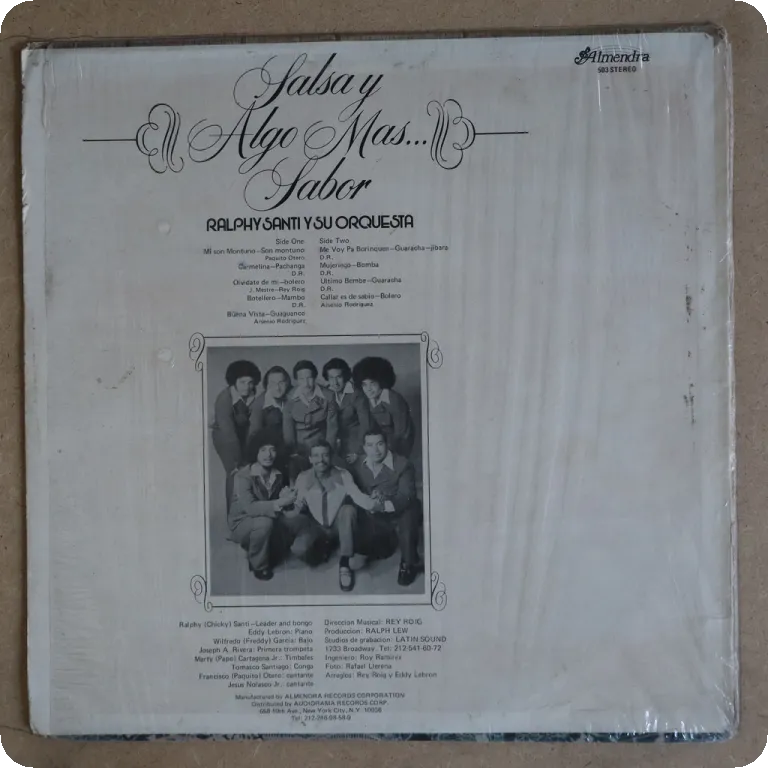 Almendra
583 STEREO
Salsa y
Algo Mas...
Sabor
RALPHY SANTI Y SU ORQUESTA
Side One
Mi son Montuno—Son montuno
Paquito Otero
Carmelina—Pachanga
D.R.
Olvidate de mi—bolero
J. Mestre—Rey Roig
Botellero—Mambo
D.R.
Buena Vista—Guaguanco
Arsenio Rodriguez
Side Two
Me Voy Pa Borinquen—Guaracha—jibara
D.R.
Mujeriego—Bomba
D.R.
Ultima Bembe—Guaracha
D.R.
Callar es de sabio—Bolero
Arsenio Rodriguez
Ralphy (Chicky) Santi—Leader and bongo
Eddy Lebron: Piano
Wilfredo (Freddy) Garcia: Bajo
Joseph A. Rivera: Primera trompeta
Marty (Pape) Cartagena Jr.: Timbales
Tomasco Santiago: Conga
Francisco (Paquito) Otero: cantante
Jesus Nolasco Jr.: cantante
Direccion Musical: REY ROIG
Produccion: RALPH LEW
Studios de grabacion: LATIN SOUND
1733 Broadway Tel: 212-541-60-72
Ingeniero: Roy Ramirez
Foto: Rafael Llerena
Arreglos: Rey Roig y Eddy Lebron
Manufactured by ALMENDRA RECORDS CORPORATION
Distributed by AUDIORAMA RECORDS CORP.
Ave., New York City, N.Y. 10036